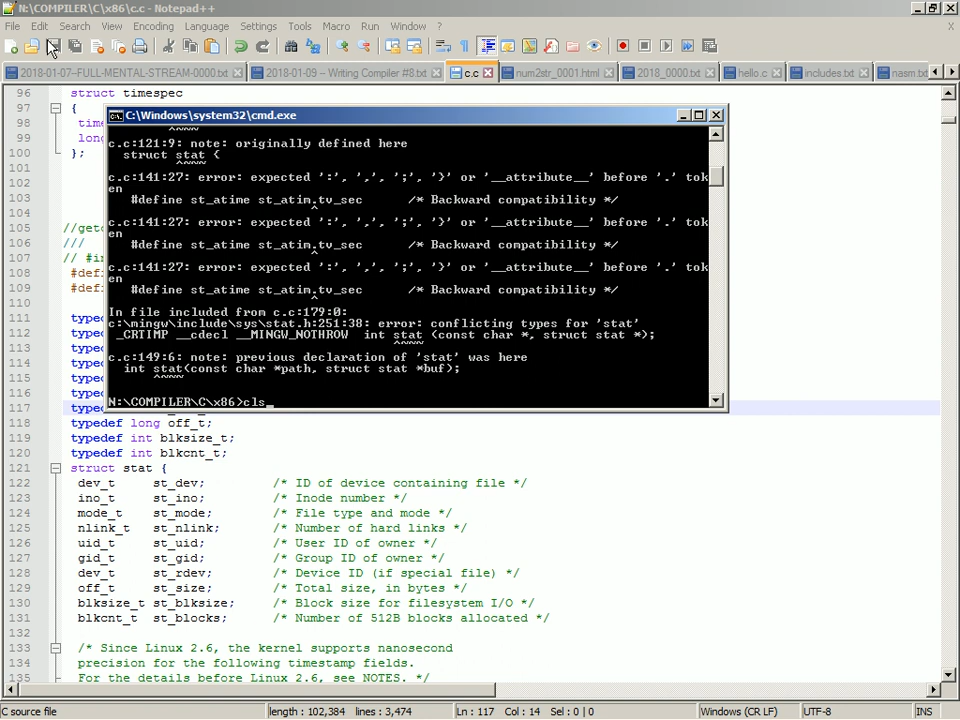 N:\COMPILER\C\x86\c.c - Notepad++
File Edit Search View Encoding Language Settings Tools Macro Run Window ? X
2018-01-07--FULL-MENTAL-STREAM-0000.txt 2018-01-09 -- Writing Compiler #8.txt c.c num2str_0001.html 2018_0000.txt hello.c includes.txt nasm.tx
96 struct timespec
97 {
98 time
99 long
100 };
101
102
103
104
105 //getc
106 ///
107 // #in
108 #defi
109 #defi
110
111 typed
112 typed
113 typed
114 typed
115 typed
116 typed
117 typed
118 typedef long off_t;
119 typedef int blksize_t;
120 typedef int blkcnt_t;
121 struct stat {
122 dev_t st_dev; /* ID of device containing file */
123 ino_t st_ino; /* Inode number */
124 mode_t st_mode; /* File type and mode */
125 nlink_t st_nlink; /* Number of hard links */
126 uid_t st_uid; /* User ID of owner */
127 gid_t st_gid; /* Group ID of owner */
128 dev_t st_rdev; /* Device ID (if special file) */
129 off_t st_size; /* Total size, in bytes */
130 blksize_t st_blksize; /* Block size for filesystem I/O */
131 blkcnt_t st_blocks; /* Number of 512B blocks allocated */
132
133 /* Since Linux 2.6, the kernel supports nanosecond
134 precision for the following timestamp fields.
135 For the details before Linux 2.6, see NOTES. */
C:\Windows\system32\cmd.exe
^~~~
c.c:121:9: note: originally defined here
struct stat {
^~~~
c.c:141:27: error: expected ':', ',', ';', '}' or '__attribute__' before '.' tok
en
#define st_atime st_atim.tv_sec /* Backward compatibility */
^
c.c:141:27: error: expected ':', ',', ';', '}' or '__attribute__' before '.' tok
en
#define st_atime st_atim.tv_sec /* Backward compatibility */
^
c.c:141:27: error: expected ':', ',', ';', '}' or '__attribute__' before '.' tok
en
#define st_atime st_atim.tv_sec /* Backward compatibility */
^
In file included from c.c:179:0:
c:\mingw\include\sys\stat.h:251:38: error: conflicting types for 'stat'
_CRTIMP __cdecl __MINGW_NOTHROW int stat (const char *, struct stat *);
^~~~
c.c:149:6: note: previous declaration of 'stat' was here
int stat(const char *path, struct stat *buf);
^~~~
N:\COMPILER\C\x86>cls_
C source file length : 102,384 lines : 3,474 Ln : 117 Col : 14 Sel : 0 | 0 Windows (CR LF) UTF-8 INS